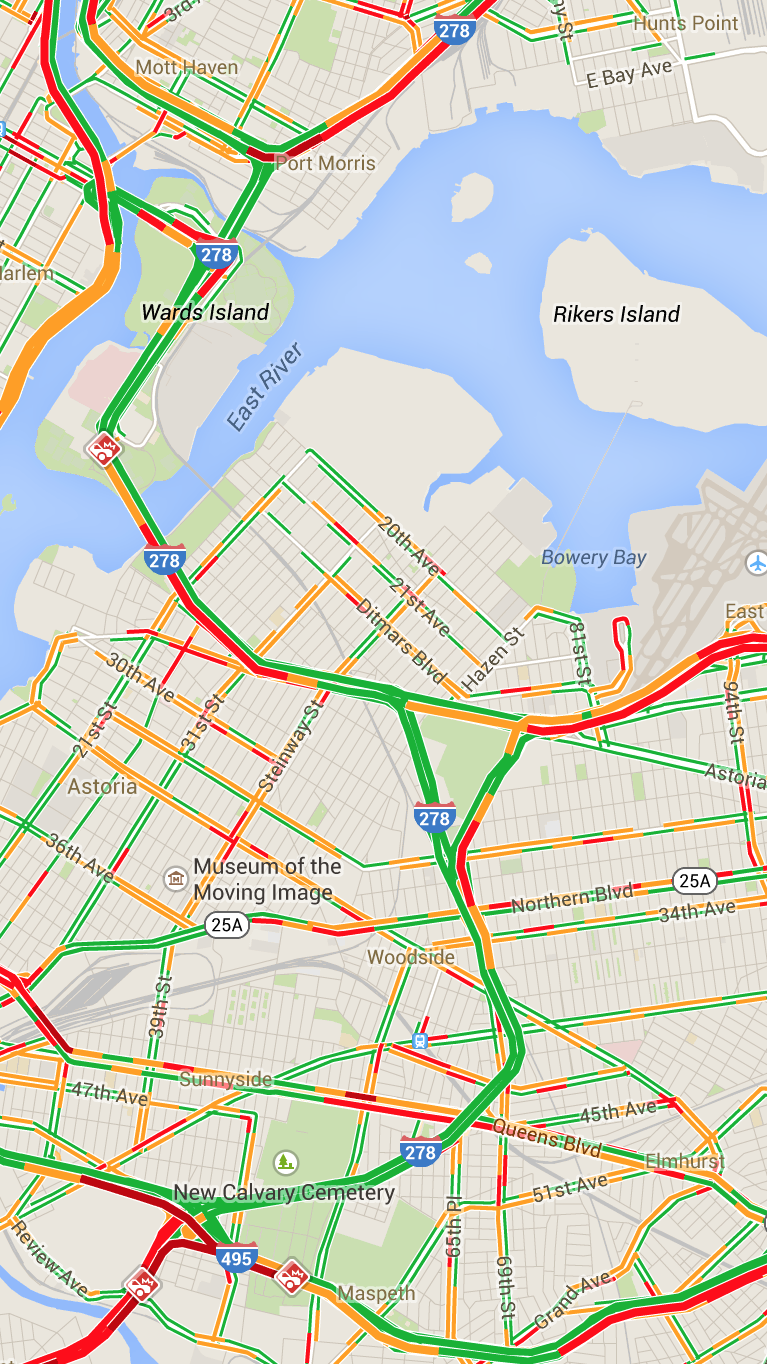 278
Hunts Point
Mott Haven
E Bay Ave
Port Morris
278
Wards Island
Rikers Island
East River
20th Ave
Bowery Bay
278
21st Ave
Ditmars Blvd
East
Hazen St
81st St
30th Ave
94th St
21st St
31st St
Steinway St
Astoria
Astoria
278
36th Ave
Museum of the
Moving Image
25A
Northern Blvd
25A
34th Ave
Woodside
39th St
Sunnyside
47th Ave
45th Ave
Queens Blvd
278
Elmhurst
New Calvary Cemetery
51st Ave
65th Pl
Review Ave
495
69th St
Maspeth
Grand Ave